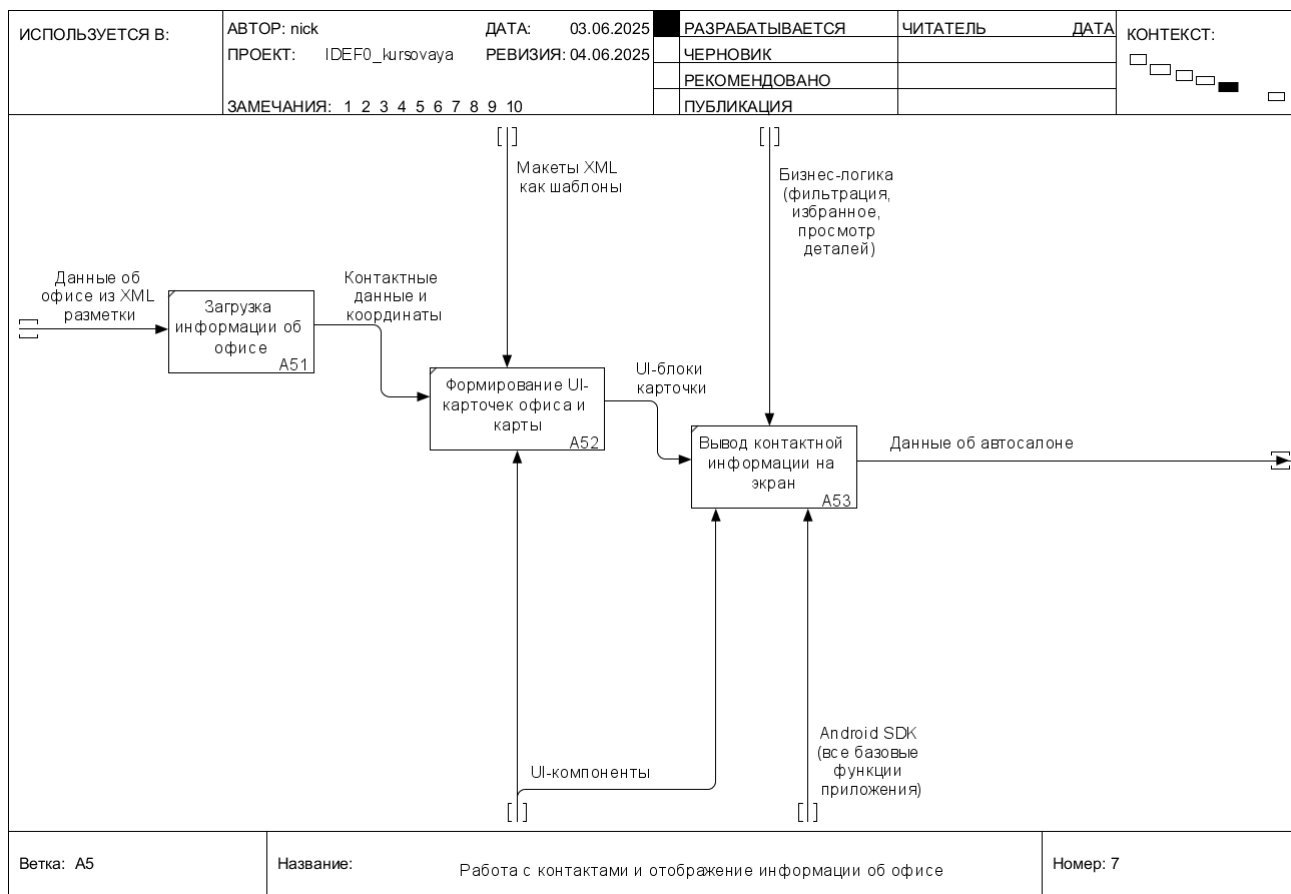 ИСПОЛЬЗУЕТСЯ В:
АВТОР: nick
ДАТА: 03.06.2025
ПРОЕКТ: IDEF0_kursovaya
РЕВИЗИЯ: 04.06.2025
ЗАМЕЧАНИЯ: 1 2 3 4 5 6 7 8 9 10
РАЗРАБАТЫВАЕТСЯ
ЧЕРНОВИК
РЕКОМЕНДОВАНО
ПУБЛИКАЦИЯ
ЧИТАТЕЛЬ
ДАТА
КОНТЕКСТ:
Макеты XML
как шаблоны
Бизнес-логика
(фильтрация,
избранное,
просмотр
деталей)
Данные об
офисе из XML
разметки
Загрузка
информации об
офисе
A51
Контактные
данные и
координаты
Формирование UI-
карточек офиса и
карты
A52
UI-блоки
карточки
Вывод контактной
информации на
экран
A53
Данные об автосалоне
UI-компоненты
Android SDK
(все базовые
функции
приложения)
Ветка: A5
Название:
Работа с контактами и отображение информации об офисе
Номер: 7